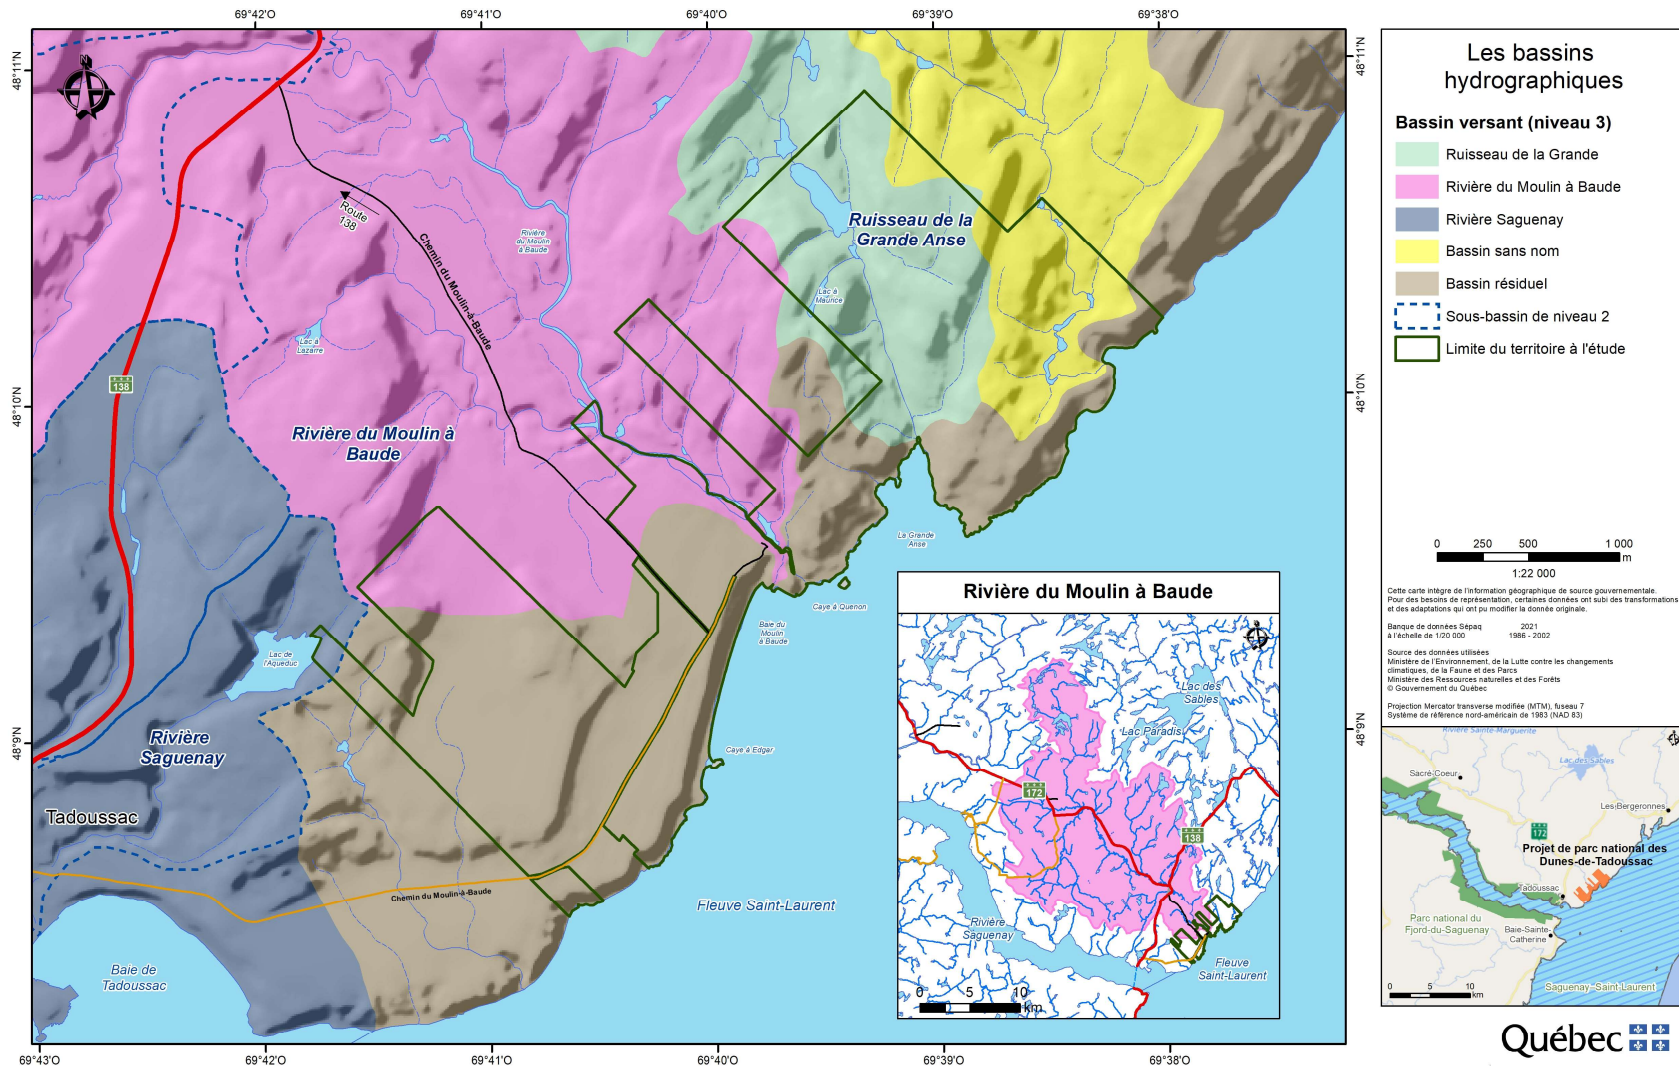 69°42'O
69°41'O
69°40'O
69°39'O
69°38'O
48°11'N
48°11'N
N
Route
138
Chemin du Moulin-à-Baude
Rivière
du Moulin
à Baude
Ruisseau de la
Grande Anse
Lac à
Maurice
Lac à
Lazarre
138
48°10'N
48°10'N
Rivière du Moulin à
Baude
La Grande
Anse
Caye à Quenon
Baie du
Moulin
à Baude
Lac de
l'Aqueduc
48°9'N
48°9'N
Rivière
Saguenay
Caye à Edgar
Tadoussac
Chemin du Moulin-à-Baude
Fleuve Saint-Laurent
Baie de
Tadoussac
69°43'O
69°42'O
69°41'O
69°40'O
69°39'O
69°38'O
Rivière du Moulin à Baude
Lac des
Sables
Lac Paradis
172
138
Rivière
Saguenay
Fleuve
Saint-Laurent
0 5 10
km
Les bassins
hydrographiques
Bassin versant (niveau 3)
Ruisseau de la Grande
Rivière du Moulin à Baude
Rivière Saguenay
Bassin sans nom
Bassin résiduel
Sous-bassin de niveau 2
Limite du territoire à l'étude
0 250 500 1 000
m
1:22 000
Cette carte intègre de l'information géographique de source gouvernementale.
Pour des besoins de représentation, certaines données ont subi des transformations
et des adaptations qui ont pu modifier la donnée originale.
Banque de données Sépaq 2021
à l'échelle de 1/20 000 1986 - 2002
Source des données utilisées
Ministère de l'Environnement, de la Lutte contre les changements
climatiques, de la Faune et des Parcs
Ministère des Ressources naturelles et des Forêts
© Gouvernement du Québec
Projection Mercator transverse modifiée (MTM), fuseau 7
Système de référence nord-américain de 1983 (NAD 83)
Rivière Sainte-Marguerite
Lac des Sables
Sacré-Coeur
Les Bergeronnes
172
Projet de parc national des
Dunes-de-Tadoussac
Tadoussac
Parc national du
Fjord-du-Saguenay
Baie-Sainte-
Catherine
Saguenay–Saint-Laurent
0 5 10
km
Québec